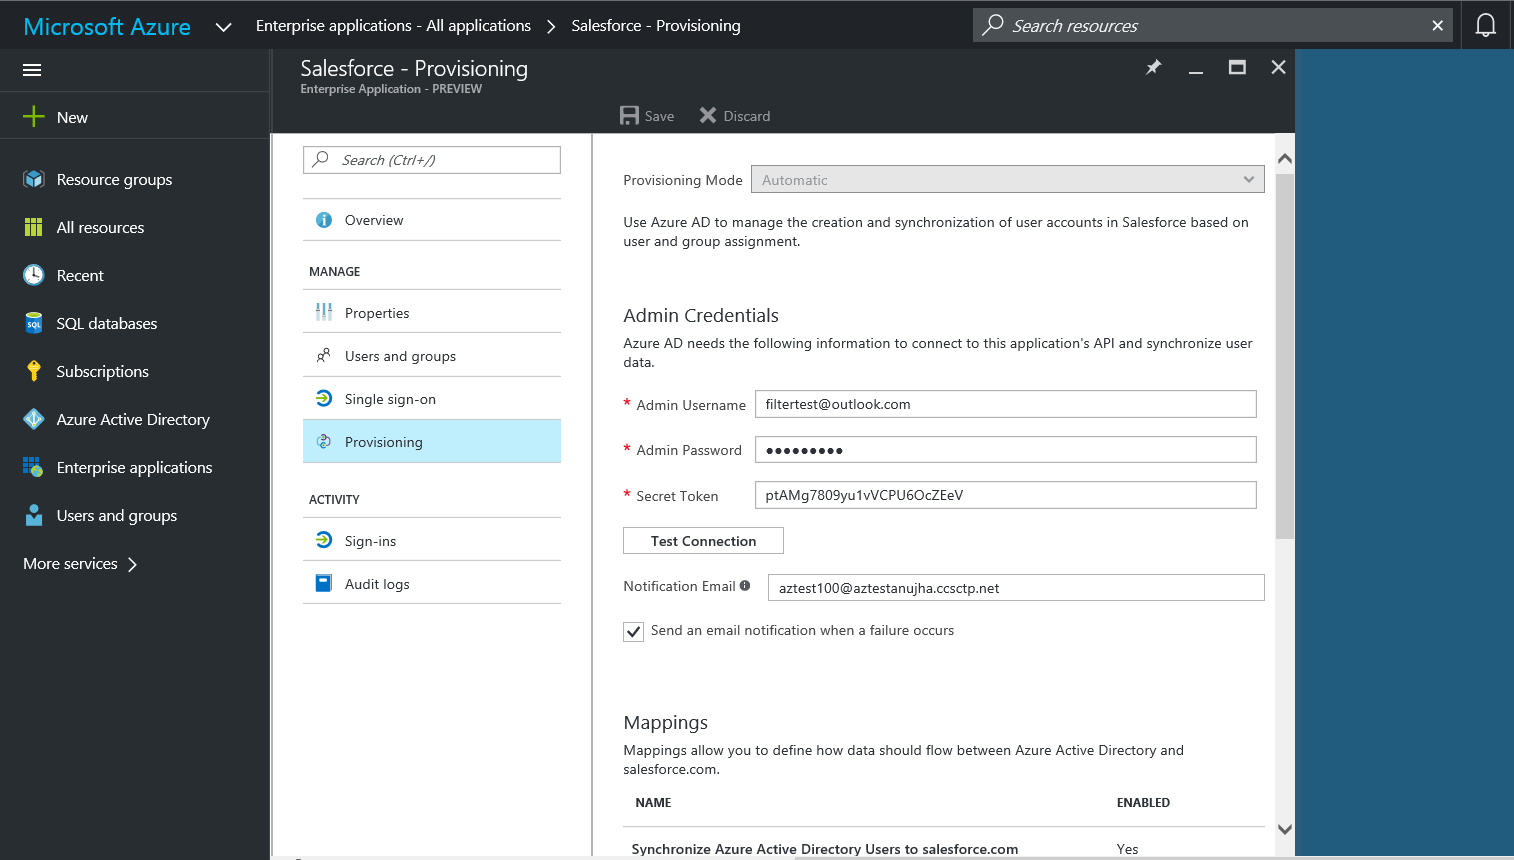 Microsoft Azure
Enterprise applications - All applications
Salesforce - Provisioning
Search resources
New
Resource groups
All resources
Recent
SQL
SQL databases
Subscriptions
Azure Active Directory
Enterprise applications
Users and groups
More services
Salesforce - Provisioning
Enterprise Application - PREVIEW
Save
Discard
Search (Ctrl+/)
Overview
MANAGE
Properties
Users and groups
Single sign-on
Provisioning
ACTIVITY
Sign-ins
Audit logs
Provisioning Mode
Automatic
Use Azure AD to manage the creation and synchronization of user accounts in Salesforce based on
user and group assignment.
Admin Credentials
Azure AD needs the following information to connect to this application's API and synchronize user
data.
* Admin Username
filtertest@outlook.com
* Admin Password
●●●●●●●●●
* Secret Token
ptAMg7809yu1vVCPU6OcZEeV
Test Connection
Notification Email
aztest100@aztestanujha.ccsctp.net
Send an email notification when a failure occurs
Mappings
Mappings allow you to define how data should flow between Azure Active Directory and
salesforce.com.
NAME
ENABLED
Synchronize Azure Active Directory Users to salesforce.com
Yes